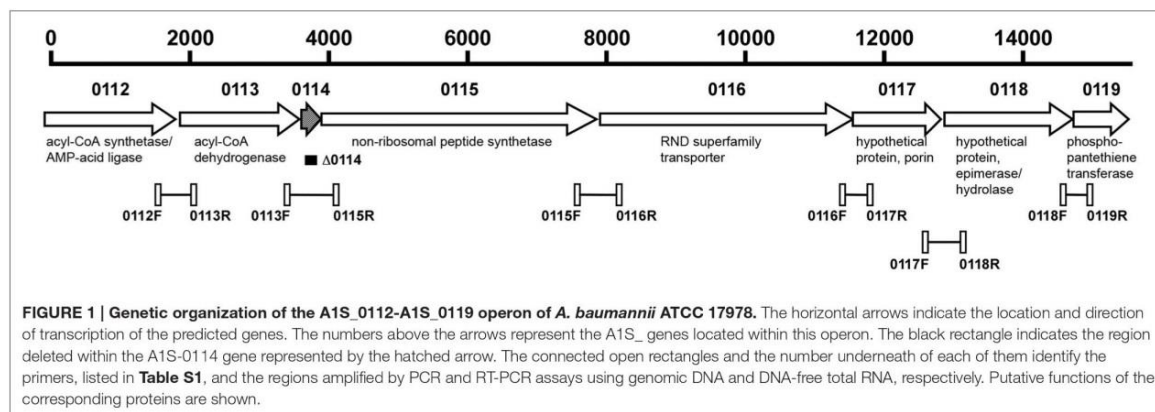 0 2000 4000 6000 8000 10000 12000 14000
0112 0113 0114 0115 0116 0117 0118 0119
acyl-CoA synthetase/
AMP-acid ligase
acyl-CoA
dehydrogenase
Δ0114
non-ribosomal peptide synthetase
RND superfamily
transporter
hypothetical
protein, porin
hypothetical
protein,
epimerase/
hydrolase
phospho-
pantethiene
transferase
0112F 0113R 0113F 0115R 0115F 0116R 0116F 0117R 0118F 0119R
0117F 0118R
FIGURE 1 | Genetic organization of the A1S_0112-A1S_0119 operon of A. baumannii ATCC 17978. The horizontal arrows indicate the location and direction
of transcription of the predicted genes. The numbers above the arrows represent the A1S_ genes located within this operon. The black rectangle indicates the region
deleted within the A1S-0114 gene represented by the hatched arrow. The connected open rectangles and the number underneath of each of them identify the
primers, listed in Table S1, and the regions amplified by PCR and RT-PCR assays using genomic DNA and DNA-free total RNA, respectively. Putative functions of the
corresponding proteins are shown.